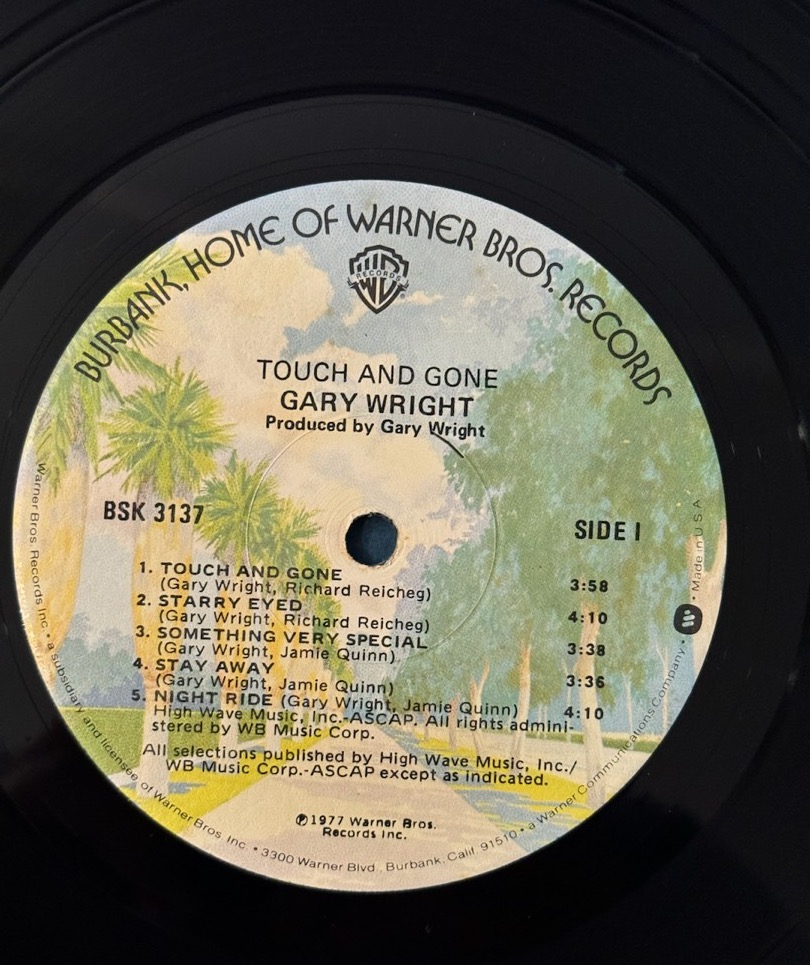 BURBANK, HOME OF WARNER BROS. RECORDS
W
RECORDS
TOUCH AND GONE
GARY WRIGHT
Produced by Gary Wright
BSK 3137
SIDE I
1. TOUCH AND GONE
(Gary Wright, Richard Reicheg) 3:58
2. STARRY EYED
(Gary Wright, Richard Reicheg) 4:10
3. SOMETHING VERY SPECIAL
(Gary Wright, Jamie Quinn) 3:38
4. STAY AWAY
(Gary Wright, Jamie Quinn) 3:36
5. NIGHT RIDE (Gary Wright, Jamie Quinn) 4:10
High Wave Music, Inc.-ASCAP. All rights admini-
stered by WB Music Corp.
All selections published by High Wave Music, Inc./
WB Music Corp.-ASCAP except as indicated.
℗1977 Warner Bros.
Records Inc.
Warner Bros. Records Inc. • a subsidiary and licensee of Warner Bros. Inc. • 3300 Warner Blvd., Burbank, Calif. 91510 • a Warner Communications Company • Made in U.S.A.